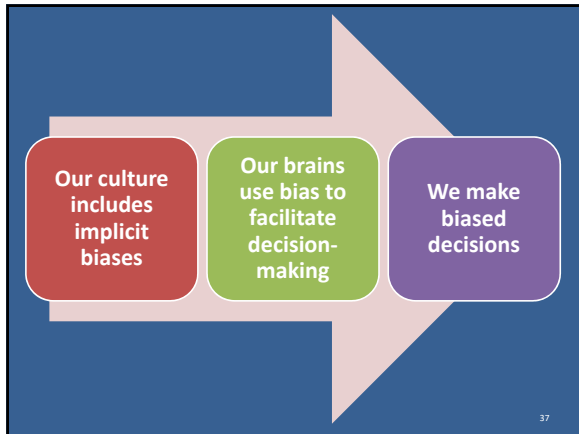 Our culture
includes
implicit
biases
Our brains
use bias to
facilitate
decision-
making
We make
biased
decisions
37